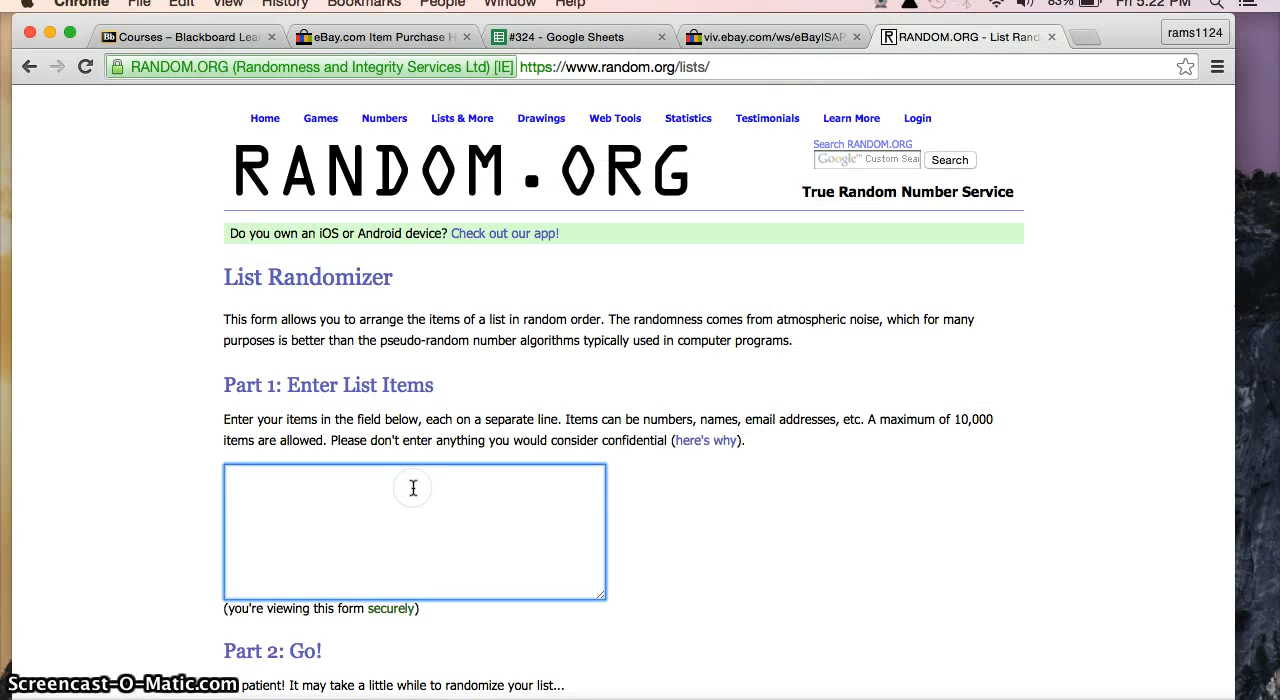 Chrome File Edit View History Bookmarks People Window Help 83% Fri 5:22 PM
Courses – Blackboard Lea
eBay.com Item Purchase H
#324 - Google Sheets
viv.ebay.com/ws/eBayISAP
RANDOM.ORG - List Rand
rams1124
RANDOM.ORG (Randomness and Integrity Services Ltd) [IE] https://www.random.org/lists/
Home Games Numbers Lists & More Drawings Web Tools Statistics Testimonials Learn More Login
RANDOM.ORG
Search RANDOM.ORG
Google™ Custom Sear
Search
True Random Number Service
Do you own an iOS or Android device? Check out our app!
List Randomizer
This form allows you to arrange the items of a list in random order. The randomness comes from atmospheric noise, which for many
purposes is better than the pseudo-random number algorithms typically used in computer programs.
Part 1: Enter List Items
Enter your items in the field below, each on a separate line. Items can be numbers, names, email addresses, etc. A maximum of 10,000
items are allowed. Please don't enter anything you would consider confidential (here's why).
(you're viewing this form securely)
Part 2: Go!
patient! It may take a little while to randomize your list...
Screencast-O-Matic.com